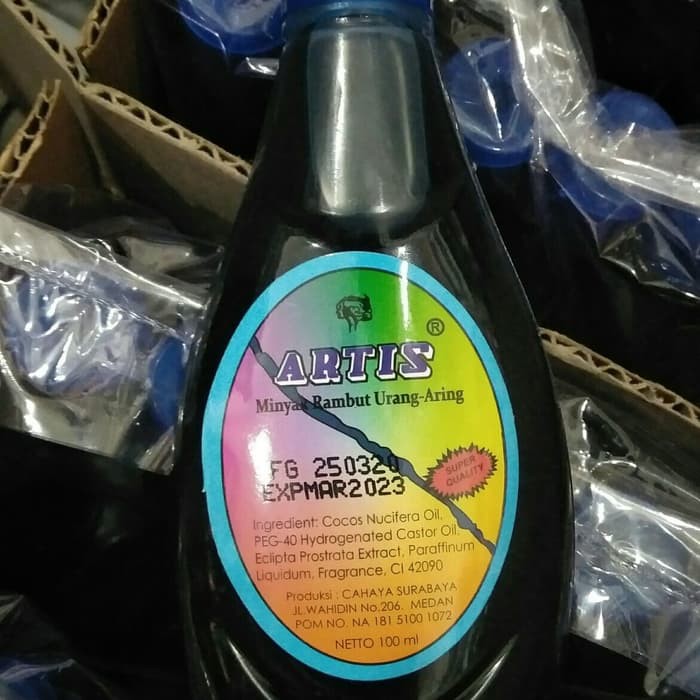 ®
ARTIS
Minyak Rambut Urang-Aring
FG 250320
EXPMAR2023
SUPER
QUALITY
Ingredient: Cocos Nucifera Oil,
PEG-40 Hydrogenated Castor Oil,
Eclipta Prostrata Extract, Paraffinum
Liquidum, Fragrance, CI 42090
Produksi : CAHAYA SURABAYA
JL.WAHIDIN No.206. MEDAN
POM NO. NA 181 5100 1072
NETTO 100 ml